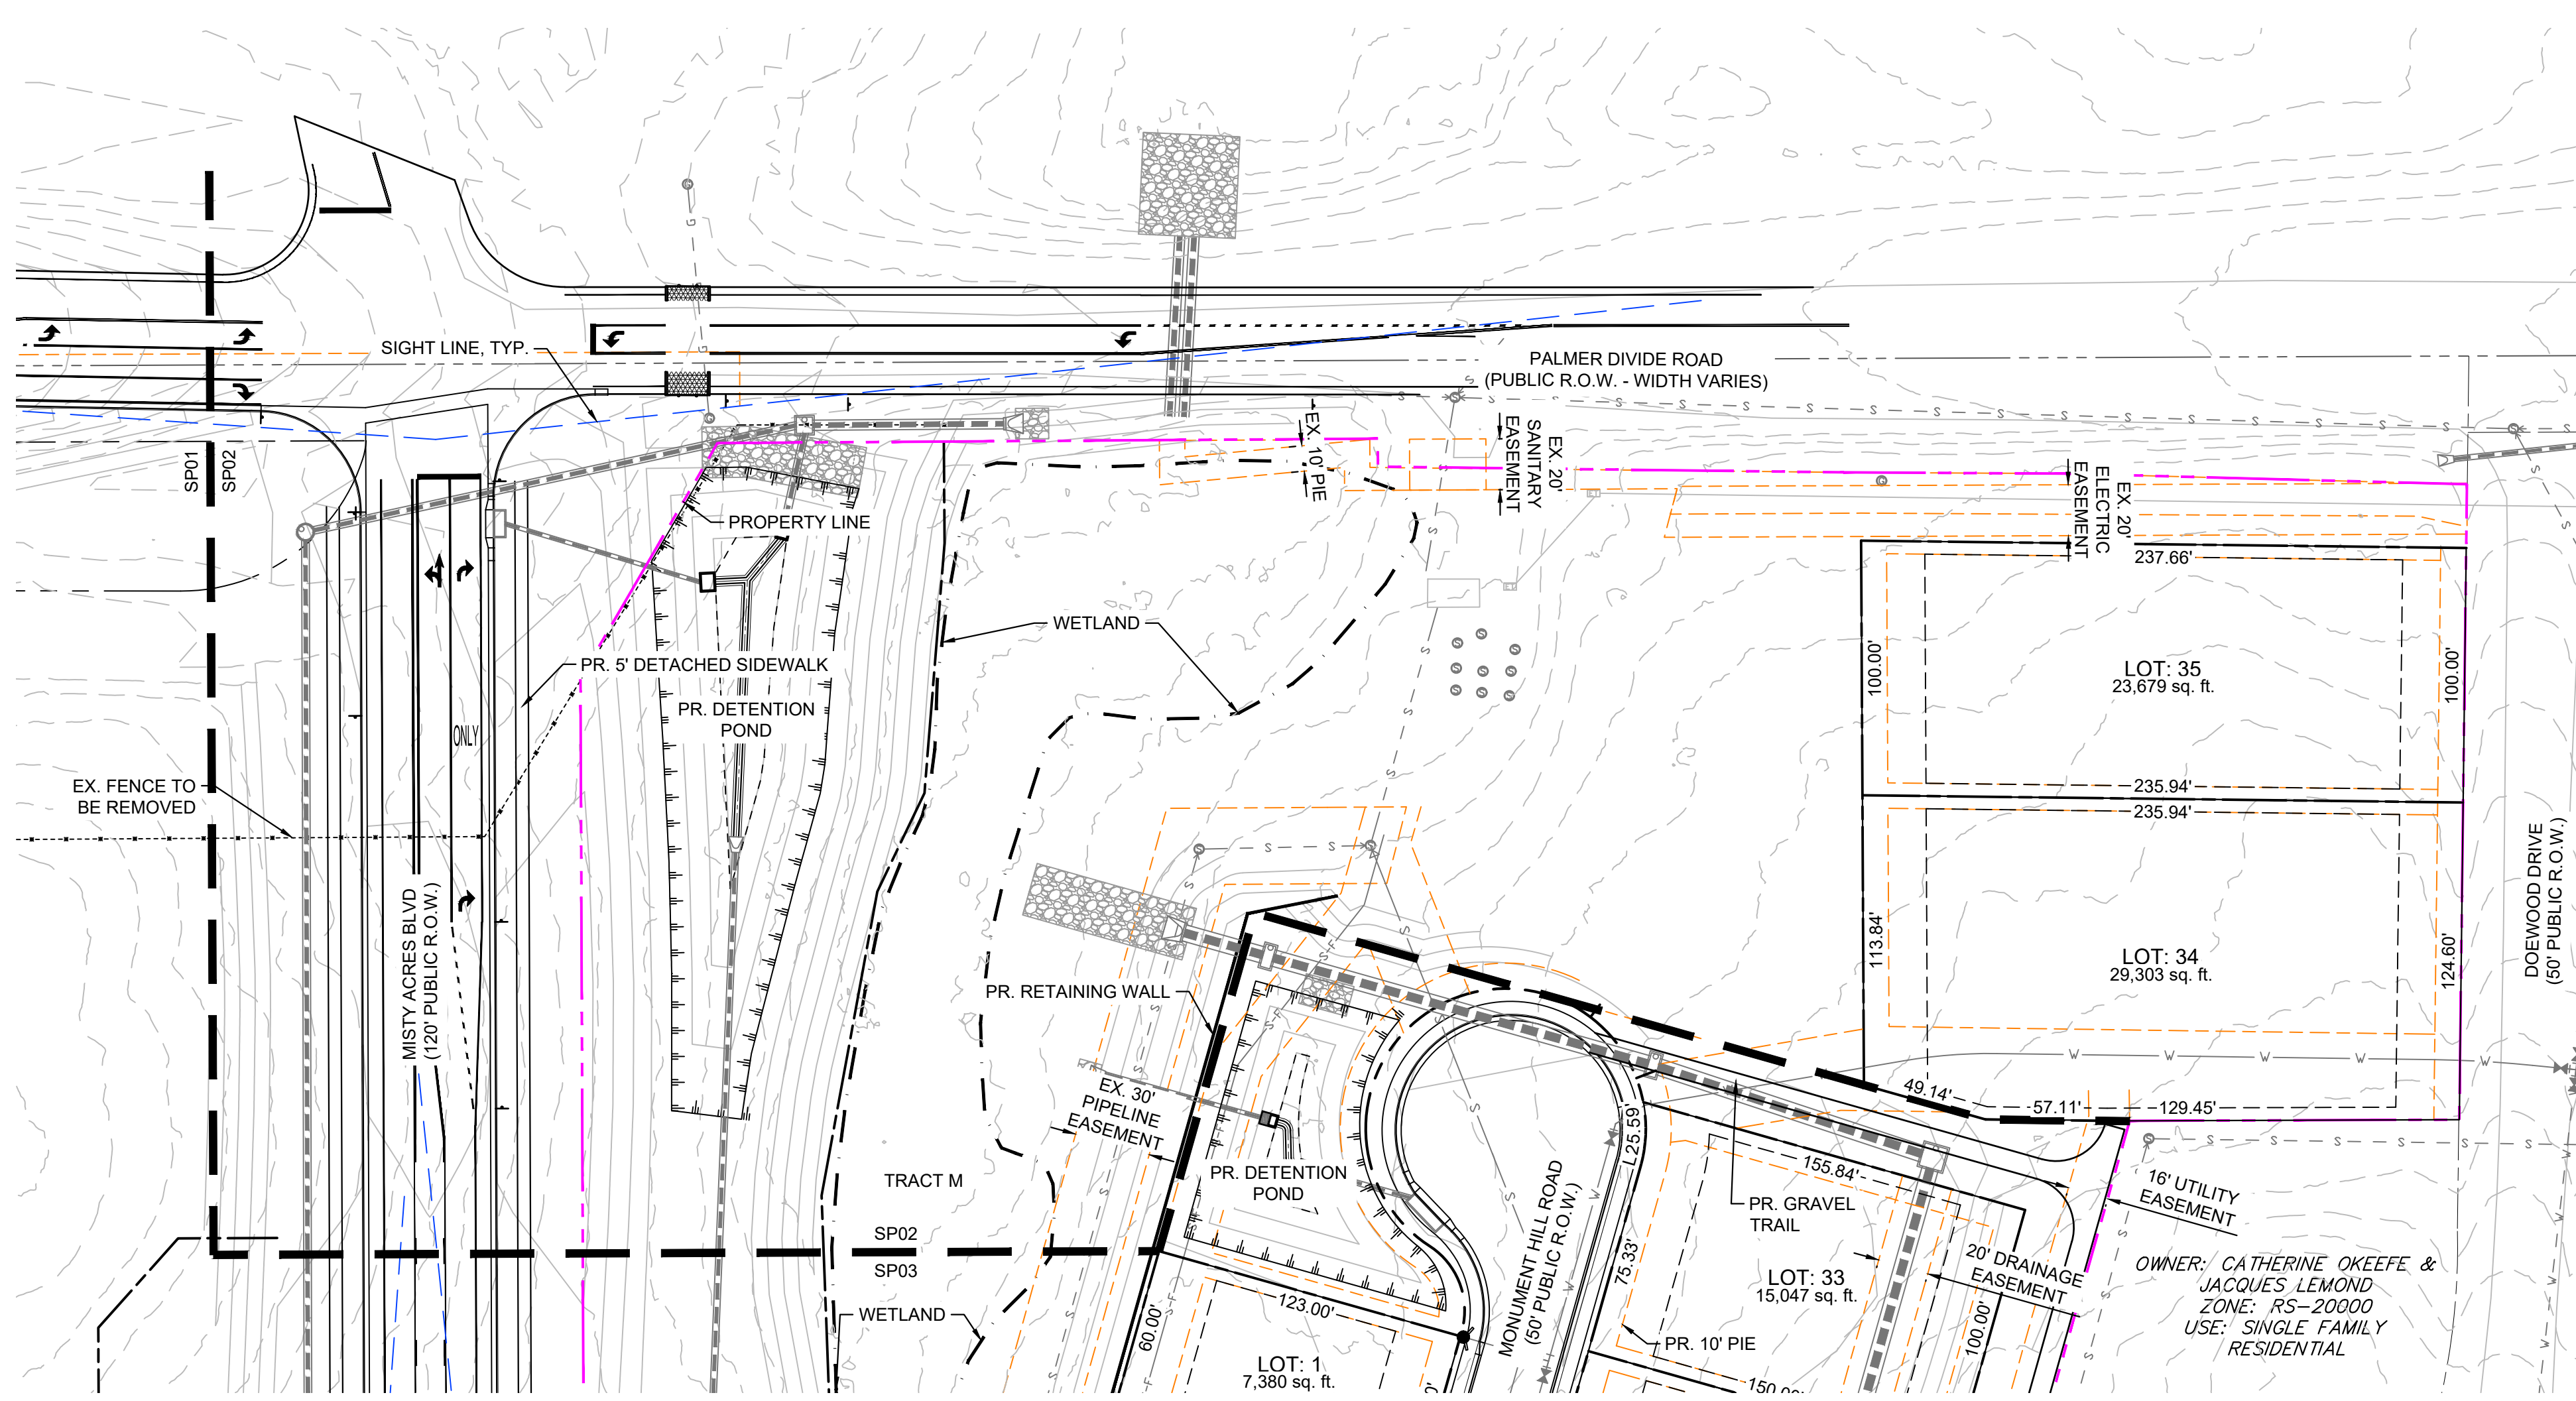 SIGHT LINE, TYP.
PALMER DIVIDE ROAD
(PUBLIC R.O.W. - WIDTH VARIES)
SP01
SP02
EX. 10' PIE
EX. 20'
SANITARY
EASEMENT
EX. 20'
ELECTRIC
EASEMENT
PROPERTY LINE
237.66'
WETLAND
PR. 5' DETACHED SIDEWALK
100.00'
LOT: 35
23,679 sq. ft.
100.00'
PR. DETENTION
POND
ONLY
EX. FENCE TO
BE REMOVED
235.94'
235.94'
MISTY ACRES BLVD
(120' PUBLIC R.O.W.)
DOEWOOD DRIVE
(50' PUBLIC R.O.W.)
113.84'
LOT: 34
29,303 sq. ft.
124.60'
PR. RETAINING WALL
EX. 30'
PIPELINE
EASEMENT
49.14'
57.11'
129.45'
L25.59'
TRACT M
PR. DETENTION
POND
155.84'
16' UTILITY
EASEMENT
PR. GRAVEL
TRAIL
MONUMENT HILL ROAD
(50' PUBLIC R.O.W.)
SP02
SP03
75.33'
20' DRAINAGE
EASEMENT
LOT: 33
15,047 sq. ft.
OWNER: CATHERINE OKEEFE &
JACQUES LEMOND
ZONE: RS-20000
USE: SINGLE FAMILY
RESIDENTIAL
WETLAND
60.00'
123.00'
100.00'
PR. 10' PIE
LOT: 1
7,380 sq. ft.
150.00'
S
S
S
S
G
G
W
W
W
W
W
S-F
S-F